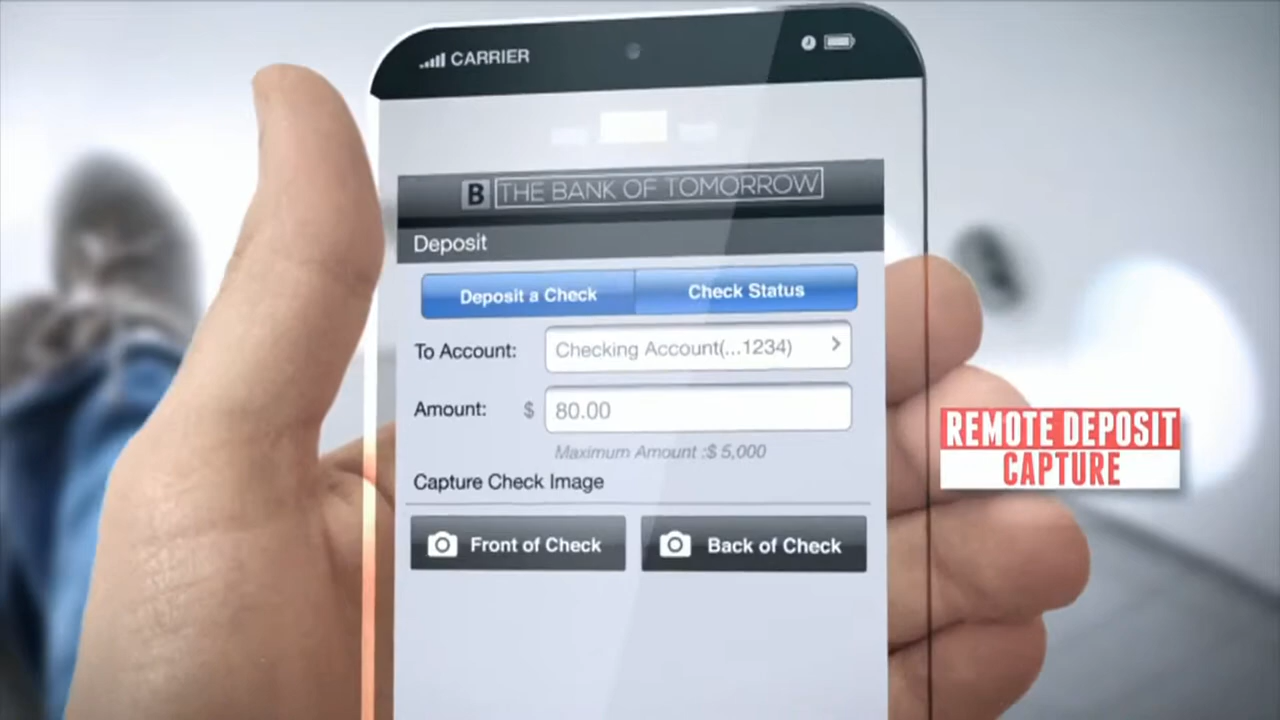 CARRIER
B THE BANK OF TOMORROW
Deposit
Deposit a Check Check Status
To Account: Checking Account(...1234)
Amount: $ 80.00
Maximum Amount :$ 5,000
Capture Check Image
Front of Check Back of Check
REMOTE DEPOSIT
CAPTURE